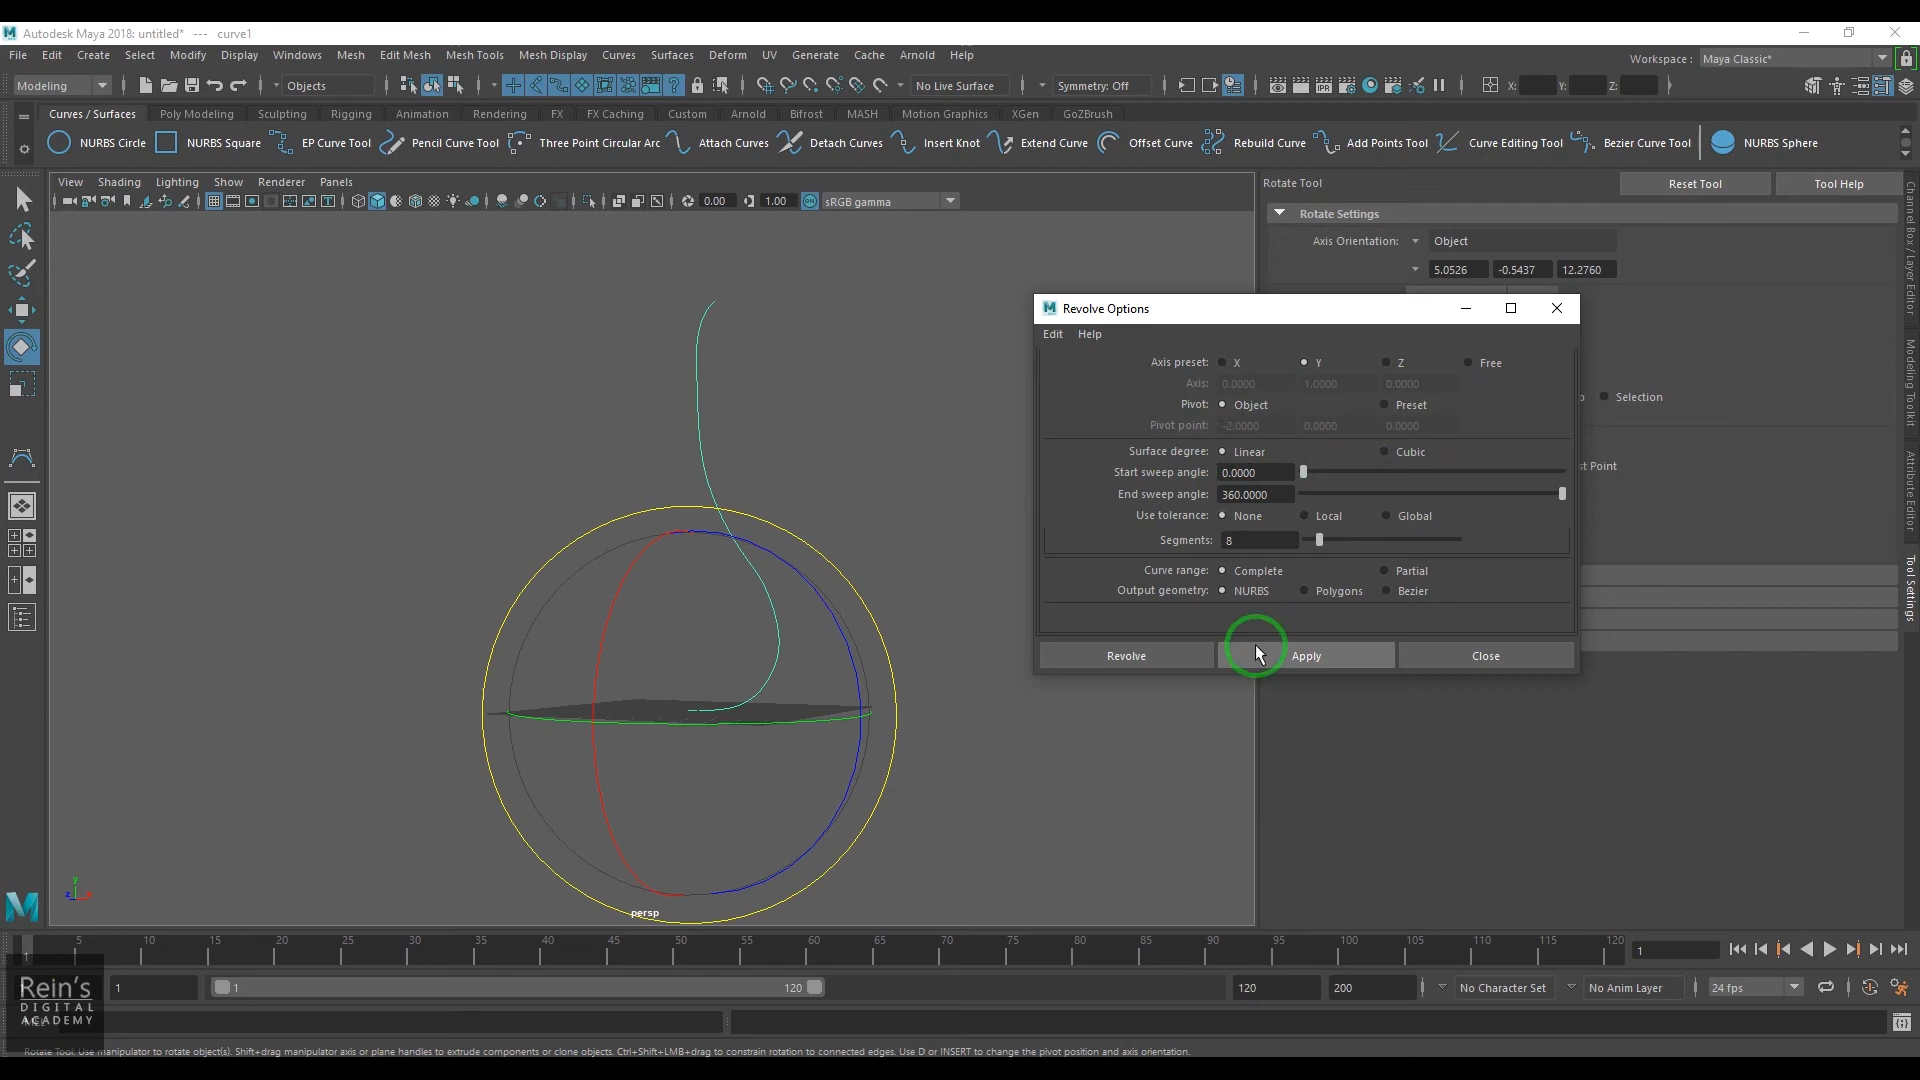 Autodesk Maya 2018: untitled* --- curve1
File Edit Create Select Modify Display Windows Mesh Edit Mesh Mesh Tools Mesh Display Curves Surfaces Deform UV Generate Cache Arnold Help
Workspace : Maya Classic*
Modeling Objects No Live Surface Symmetry: Off X: Y: Z:
Curves / Surfaces Poly Modeling Sculpting Rigging Animation Rendering FX FX Caching Custom Arnold Bifrost MASH Motion Graphics XGen GoZBrush
NURBS Circle NURBS Square EP Curve Tool Pencil Curve Tool Three Point Circular Arc Attach Curves Detach Curves Insert Knot Extend Curve Offset Curve Rebuild Curve Add Points Tool Curve Editing Tool Bezier Curve Tool NURBS Sphere
View Shading Lighting Show Renderer Panels
0.00 1.00 sRGB gamma
Rotate Tool Reset Tool Tool Help
Rotate Settings
Axis Orientation: Object
5.0526 -0.5437 12.2760
Selection
Channel Box / Layer Editor
Modeling Toolkit
Attribute Editor
Tool Settings
Revolve Options
Edit Help
Axis preset: X Y Z Free
Axis: 0.0000 1.0000 0.0000
Pivot: Object Preset
Pivot point: -2.0000 0.0000 0.0000
Surface degree: Linear Cubic
Start sweep angle: 0.0000
End sweep angle: 360.0000
Use tolerance: None Local Global
Segments: 8
Curve range: Complete Partial
Output geometry: NURBS Polygons Bezier
Revolve Apply Close
Point
y
z
persp
5 10 15 20 25 30 35 40 45 50 55 60 65 70 75 80 85 90 95 100 105 110 115 120
1 1
1 1 120 120 200 No Character Set No Anim Layer 24 fps
Rein's
DIGITAL
ACADEMY
Rotate Tool: Use manipulator to rotate object(s). Shift+drag manipulator axis or plane handles to extrude components or clone objects. Ctrl+Shift+LMB+drag to constrain rotation to connected edges. Use D or INSERT to change the pivot position and axis orientation.